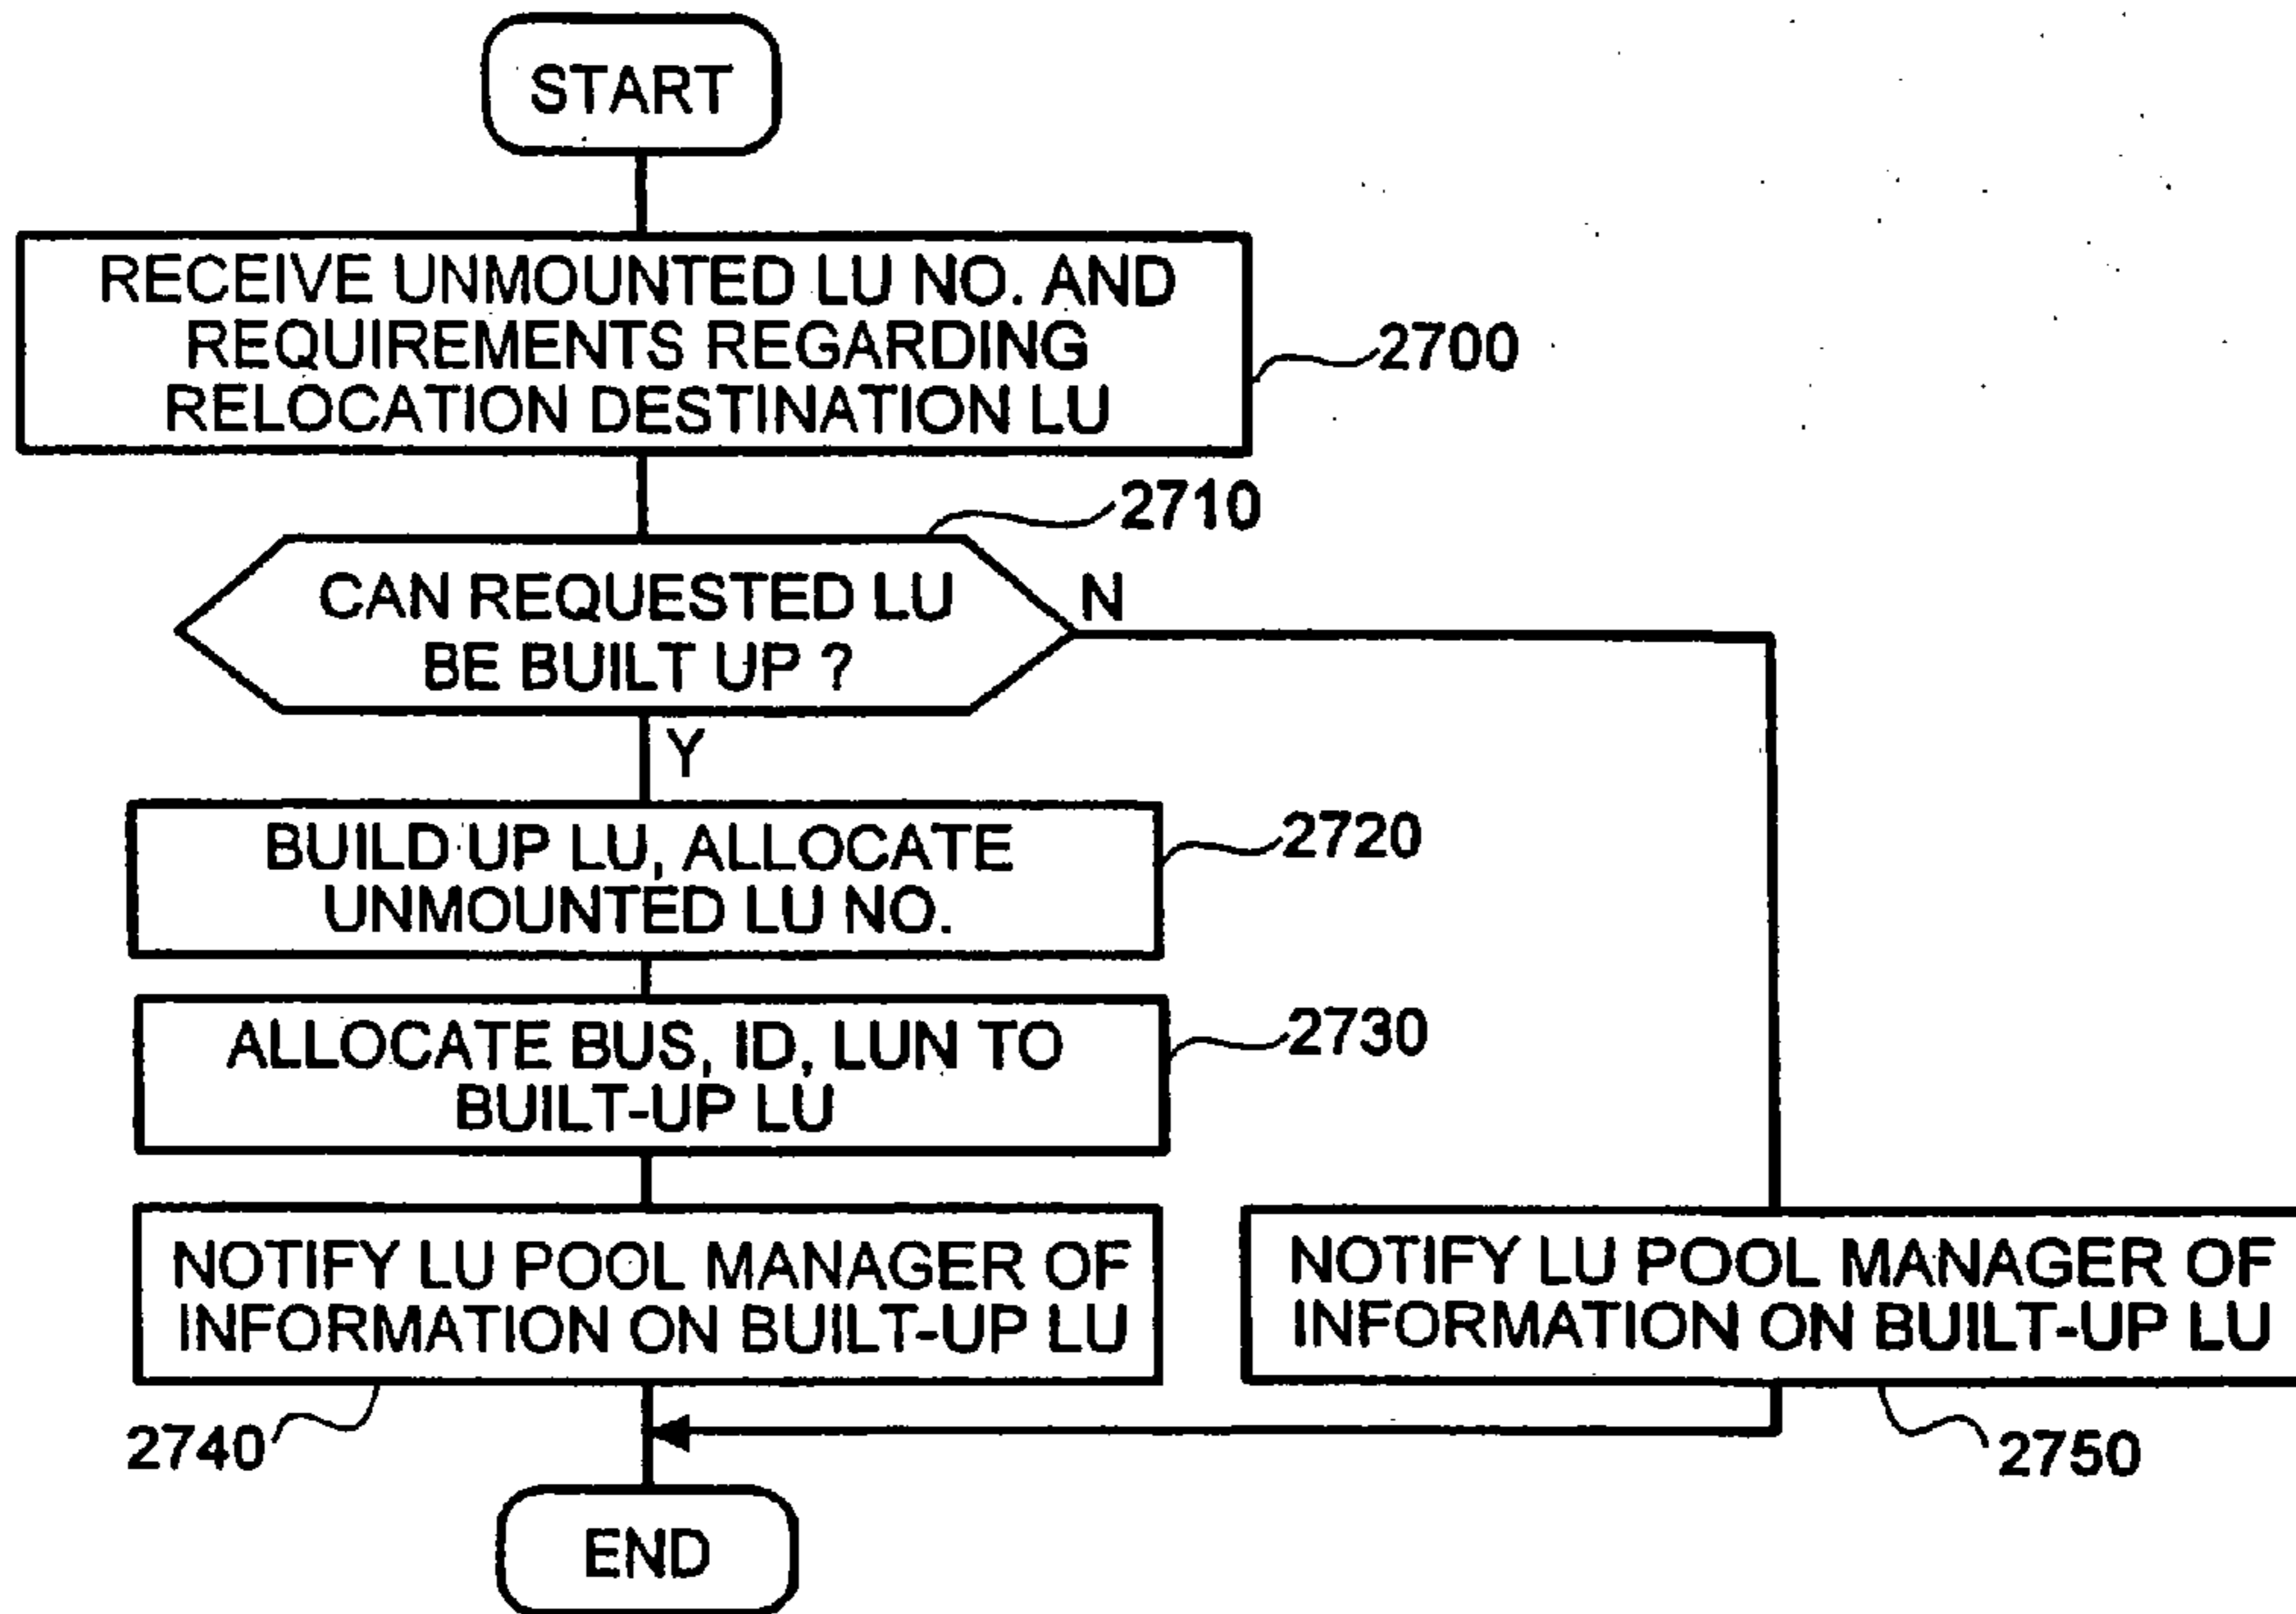 START
RECEIVE UNMOUNTED LU NO. AND
REQUIREMENTS REGARDING
RELOCATION DESTINATION LU
2700
2710
CAN REQUESTED LU
BE BUILT UP ?
N
Y
BUILD UP LU, ALLOCATE
UNMOUNTED LU NO.
2720
ALLOCATE BUS, ID, LUN TO
BUILT-UP LU
2730
NOTIFY LU POOL MANAGER OF
INFORMATION ON BUILT-UP LU
2740
NOTIFY LU POOL MANAGER OF
INFORMATION ON BUILT-UP LU
2750
END